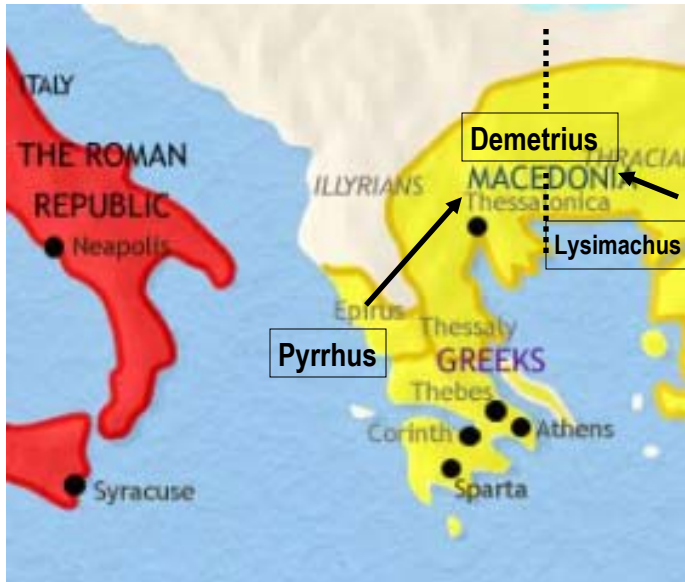 ITALY
THE ROMAN
REPUBLIC
Neapolis
Syracuse
ILLYRIANS
Demetrius
THRACIAN
MACEDONIA
Thessalonica
Lysimachus
Epirus
Pyrrhus
Thessaly
GREEKS
Thebes
Corinth
Athens
Sparta